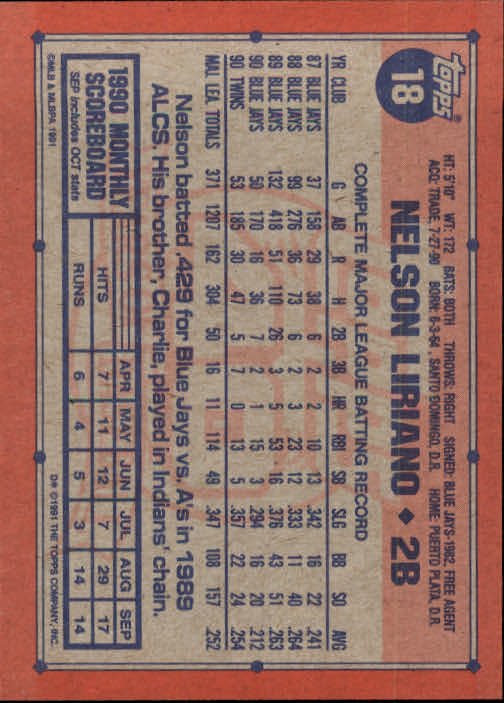 topps®
18
NELSON LIRIANO ◆ 2B
HT: 5'10" WT: 172 BATS: BOTH THROWS: RIGHT SIGNED: BLUE JAYS-1982, FREE AGENT
ACQ: TRADE, 7-27-90 BORN: 6-3-64, SANTO DOMINGO, D.R. HOME: PUERTO PLATA, D.R.
COMPLETE MAJOR LEAGUE BATTING RECORD
YR CLUB G AB R H 2B 3B HR RBI SB SLG BB SO AVG
87 BLUE JAYS 37 158 29 38 6 2 2 10 13 .342 16 22 .241
88 BLUE JAYS 99 276 36 73 6 2 3 23 12 .333 11 40 .264
89 BLUE JAYS 132 418 51 110 26 3 5 53 16 .376 43 51 .263
90 BLUE JAYS 50 170 16 36 7 2 1 15 3 .294 16 20 .212
90 TWINS 53 185 30 47 5 7 0 13 5 .357 22 24 .254
MAJ. LEA. TOTALS 371 1207 162 304 50 16 11 114 49 .347 108 157 .252
Nelson batted .429 for Blue Jays vs. A's in 1989
ALCS. His brother, Charlie, played in Indians' chain.
1990 MONTHLY
SCOREBOARD
SEP includes OCT stats
APR MAY JUN JUL AUG SEP
HITS 7 11 12 7 29 17
RUNS 6 4 5 3 14 14
©MLB & MLBPA 1991
D® ©1991 THE TOPPS COMPANY, INC.